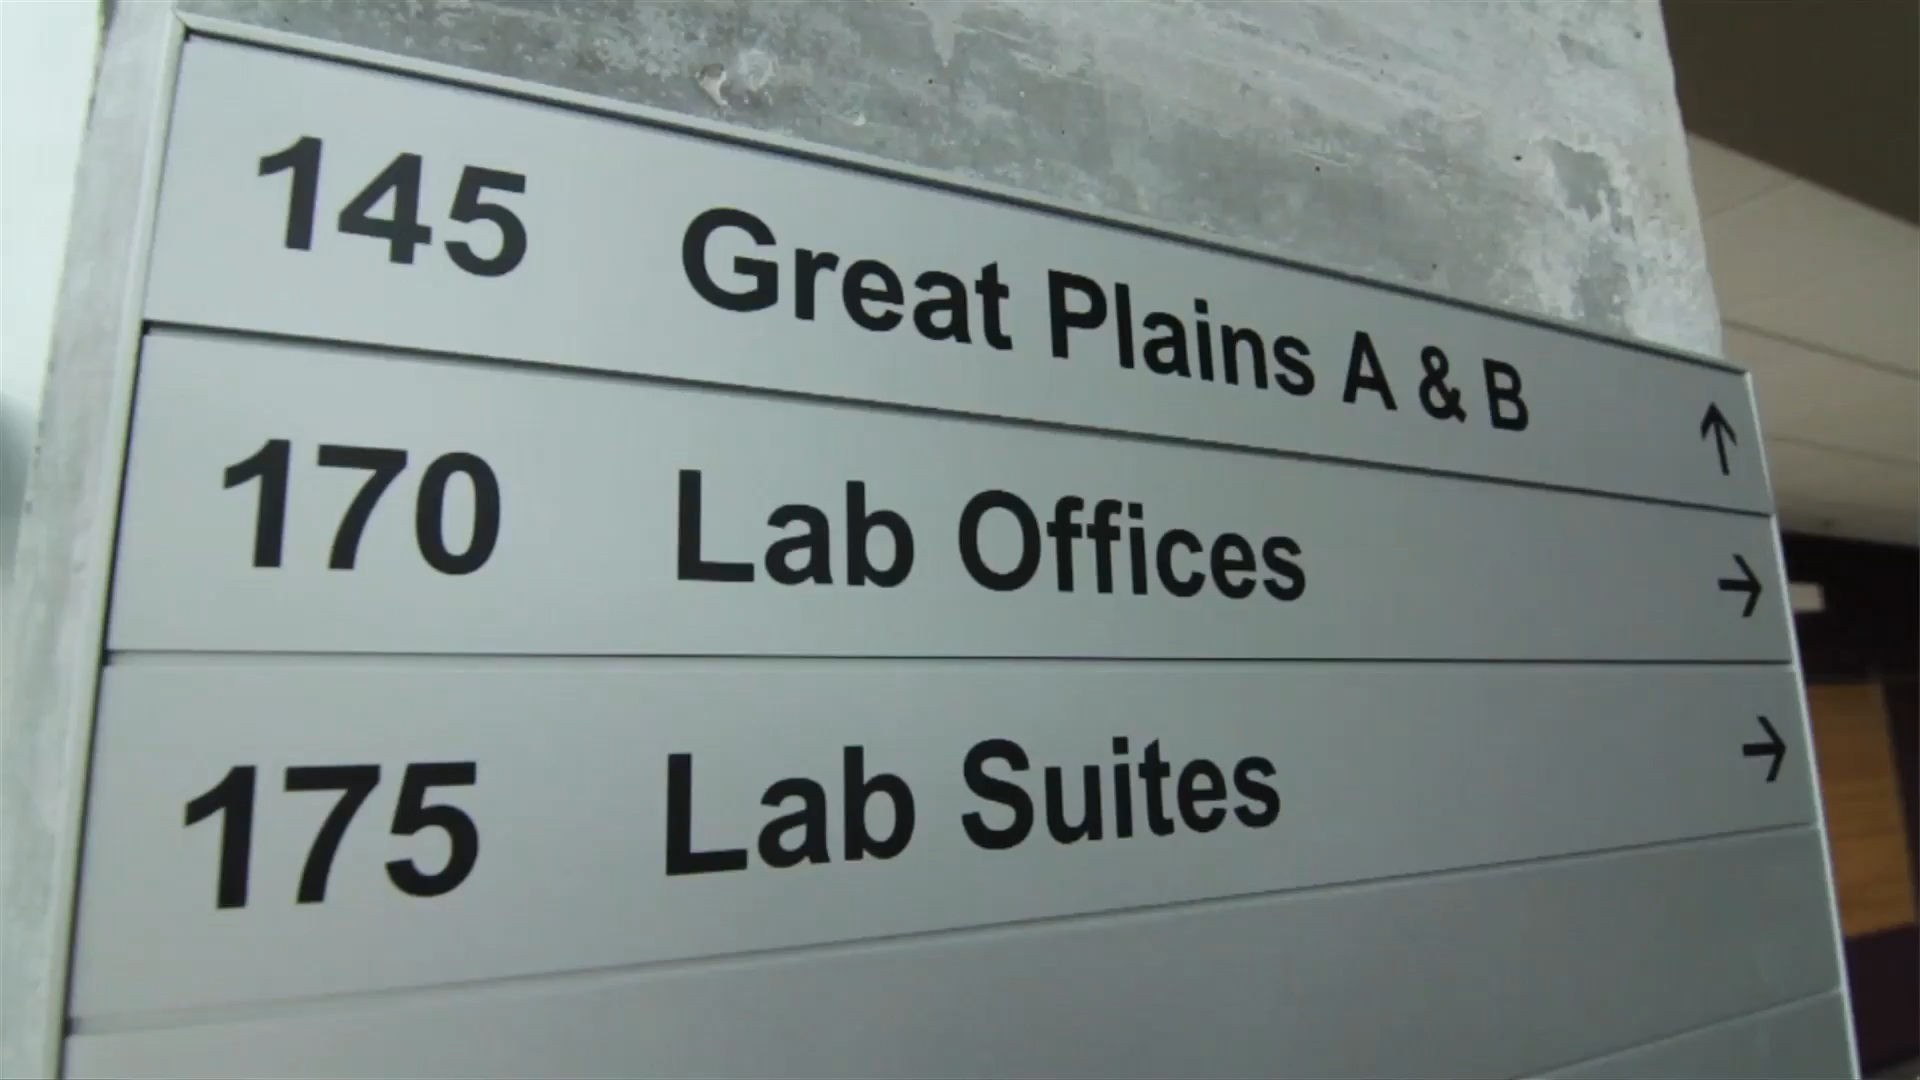 145 Great Plains A & B ↑
170 Lab Offices →
175 Lab Suites →